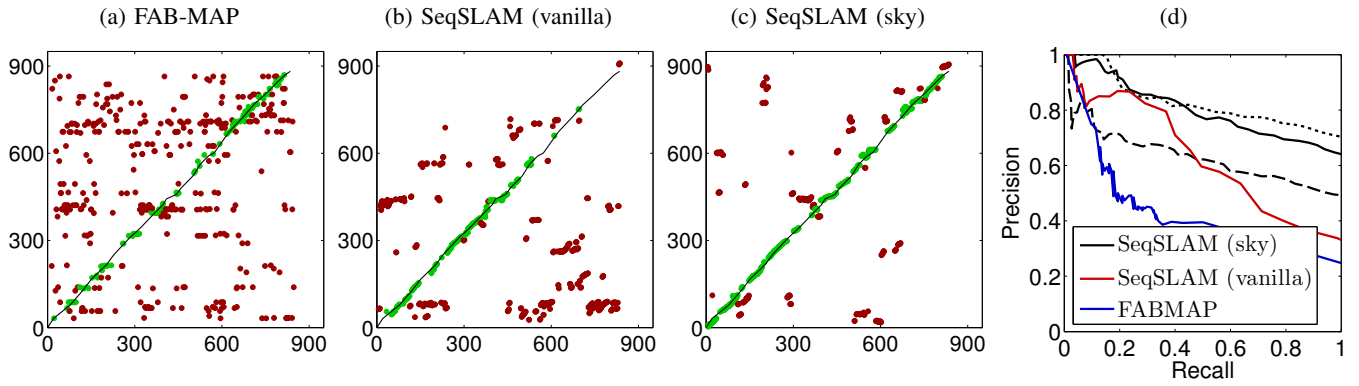 (a) FAB-MAP
(b) SeqSLAM (vanilla)
(c) SeqSLAM (sky)
(d)
900
600
300
0
0 300 600 900
900
600
300
0
0 300 600 900
900
600
300
0
0 300 600 900
Precision
1
0.8
0.6
0.4
0.2
1
SeqSLAM (sky)
SeqSLAM (vanilla)
FABMAP
0 0.2 0.4 0.6 0.8 1
Recall